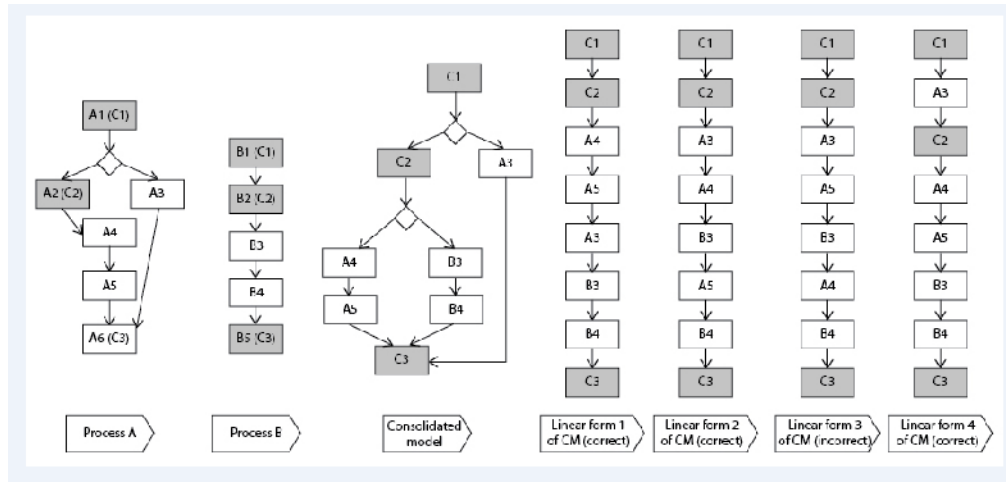 A1 (C1)
A2 (C2)
A3
A4
A5
A6 (C3)
B1 (C1)
B2 (C2)
B3
B4
B5 (C3)
C1
C2
A3
A4
B3
A5
B4
C3
C1
C2
A4
A5
A3
B3
B4
C3
C1
C2
A3
A4
B3
A5
B4
C3
C1
C2
A3
A5
B3
A4
B4
C3
C1
A3
C2
A4
A5
B3
B4
C3
Process A
Process B
Consolidated
model
Linear form 1
of CM (correct)
Linear form 2
of CM (correct)
Linear form 3
of CM (incorrect)
Linear form 4
of CM (correct)